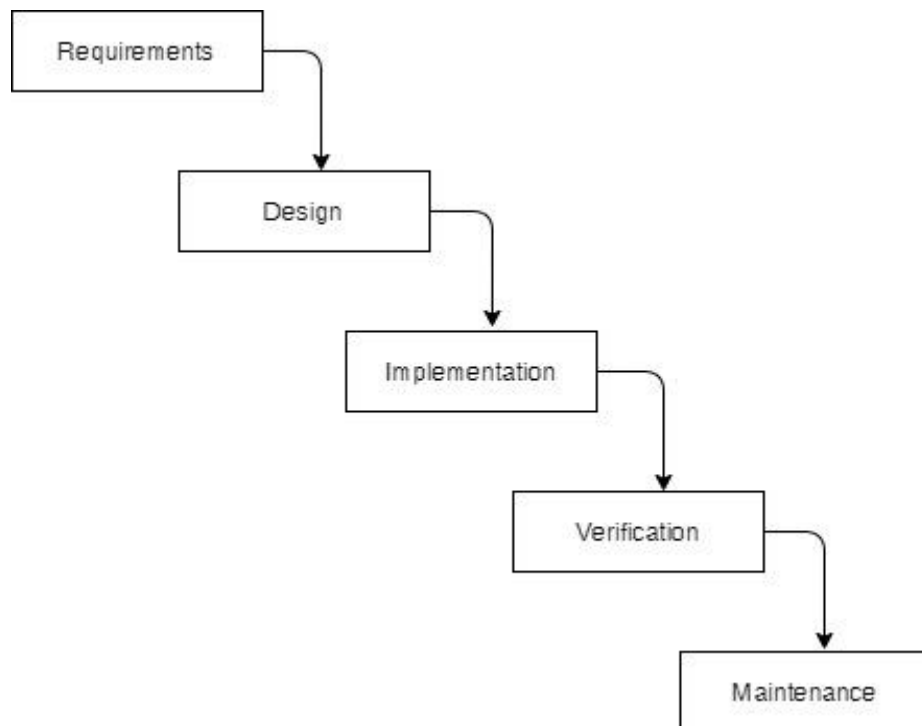 Requirements
Design
Implementation
Verification
Maintenance